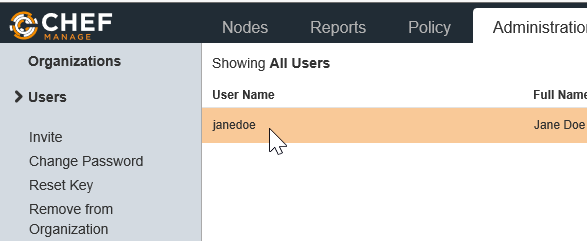 CHEF
MANAGE
Nodes Reports Policy Administratio
Organizations
Users
Invite
Change Password
Reset Key
Remove from
Organization
Showing All Users
User Name Full Name
janedoe Jane Doe